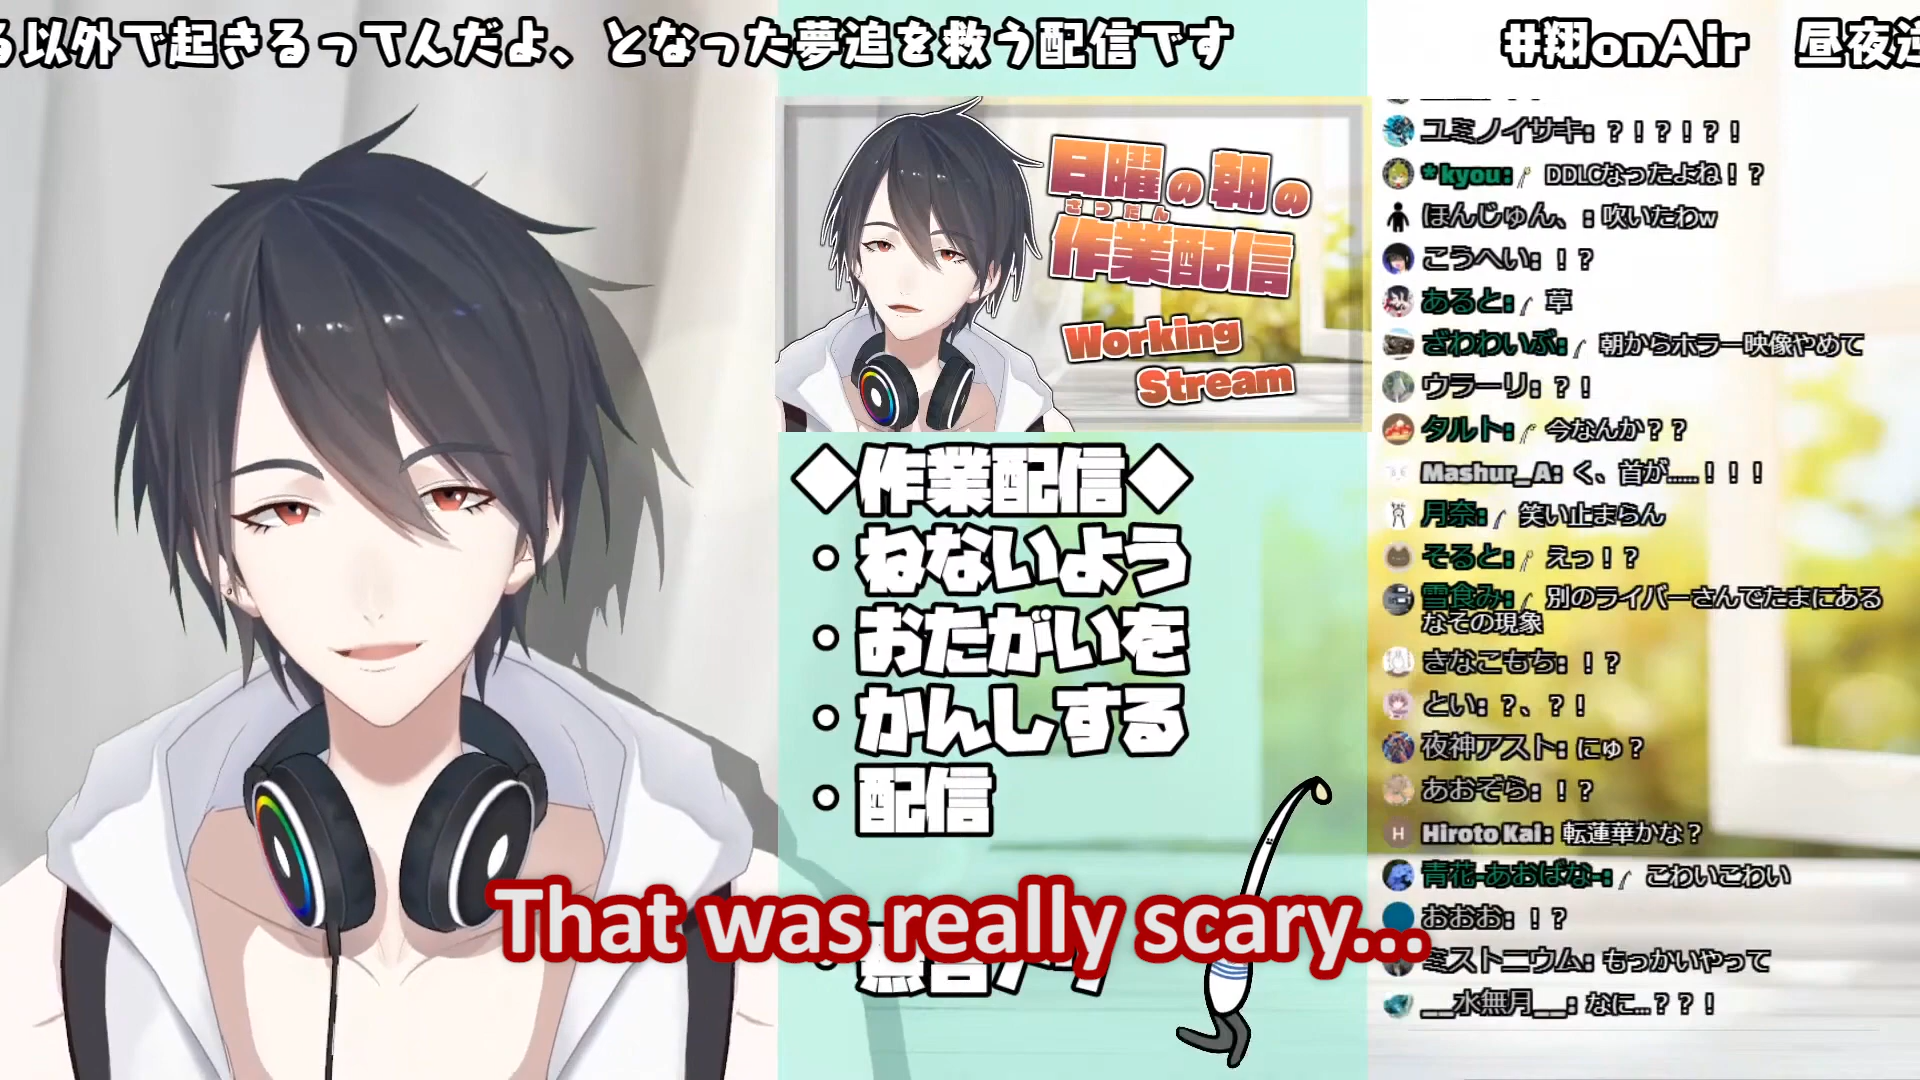 る以外で起きるってんだよ、となった夢追を救う配信です
#翔onAir 昼夜逆
日曜の朝の
さつだん
作業配信
Working
Stream
◆作業配信◆
・ねないよう
・おたがいを
・かんしする
・配信
That was really scary...
ユミノイサキ: ？！？！？！
*kyou: DDLCなったよね！？
ほんじゅん、: 吹いたわw
こうへい: ！？
あると: 草
ざわわいぶ: 朝からホラー映像やめて
ウラーリ: ？！
タルト: 今なんか？？
Mashur_A: く、首が……！！！
月奈: 笑い止まらん
そると: えっ！？
雪食み: 別のライバーさんでたまにある
なその現象
きなこもち: ！？
とい: ？、？！
夜神アスト: にゅ？
あおぞら: ！？
H
Hiroto Kai: 転蓮華かな？
青花-あおばな-: こわいこわい
おおお: ！？
ミストニウム: もっかいやって
__水無月__: なに…？？！